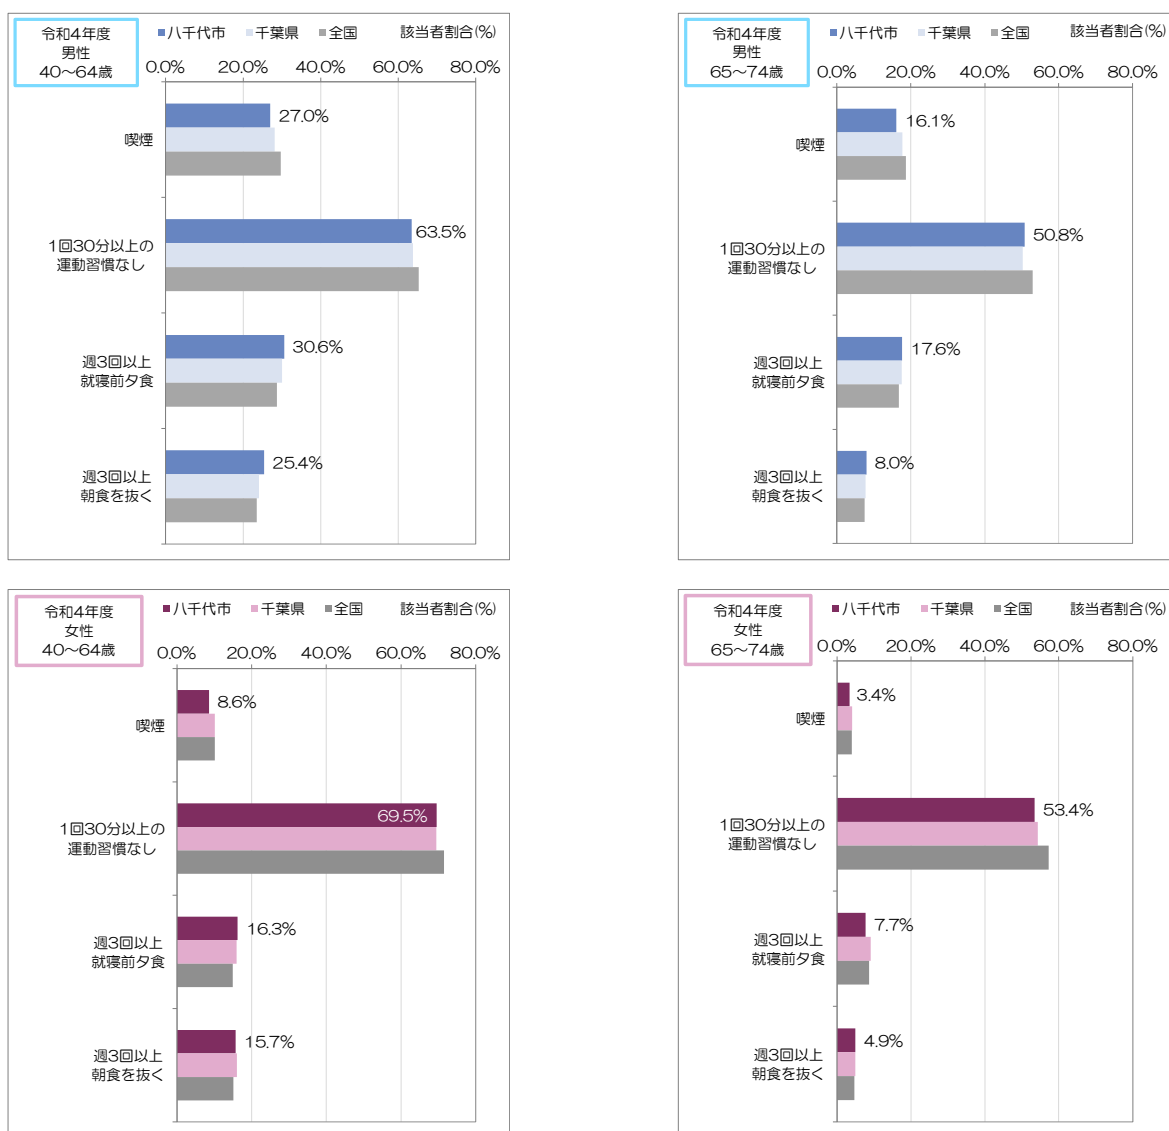 令和4年度
男性
40～64歳
■八千代市 ■千葉県 ■全国 該当者割合(%)
0.0% 20.0% 40.0% 60.0% 80.0%
喫煙
27.0%
1回30分以上の
運動習慣なし
63.5%
週3回以上
就寝前夕食
30.6%
週3回以上
朝食を抜く
25.4%
令和4年度
男性
65～74歳
■八千代市 ■千葉県 ■全国 該当者割合(%)
0.0% 20.0% 40.0% 60.0% 80.0%
喫煙
16.1%
1回30分以上の
運動習慣なし
50.8%
週3回以上
就寝前夕食
17.6%
週3回以上
朝食を抜く
8.0%
令和4年度
女性
40～64歳
■八千代市 ■千葉県 ■全国 該当者割合(%)
0.0% 20.0% 40.0% 60.0% 80.0%
喫煙
8.6%
1回30分以上の
運動習慣なし
69.5%
週3回以上
就寝前夕食
16.3%
週3回以上
朝食を抜く
15.7%
令和4年度
女性
65～74歳
■八千代市 ■千葉県 ■全国 該当者割合(%)
0.0% 20.0% 40.0% 60.0% 80.0%
喫煙
3.4%
1回30分以上の
運動習慣なし
53.4%
週3回以上
就寝前夕食
7.7%
週3回以上
朝食を抜く
4.9%